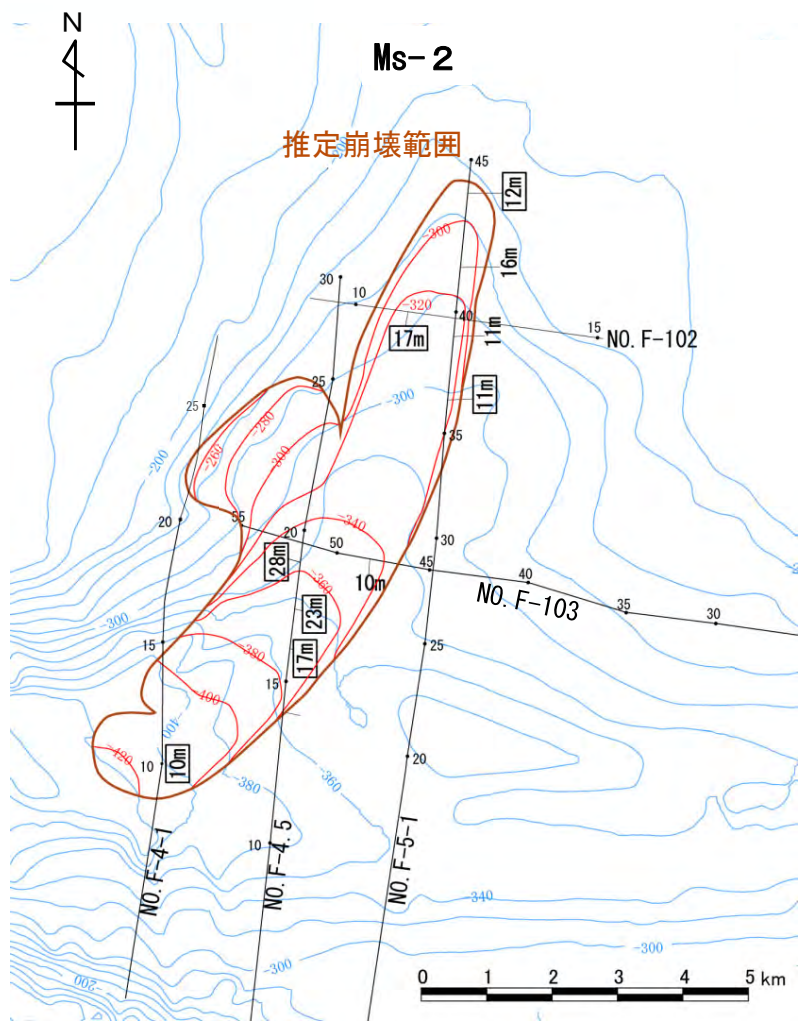 N
Ms-2
推定崩壊範囲
-200
45
12m
-300
16m
30
10
-320
40
17m
11m
15
NO. F-102
25
-300
11m
25
-280
-260
-300
35
-200
20
55
20
-340
30
50
45
28m
10m
-360
40
NO. F-103
35
30
-300
23m
15
-380
17m
25
15
-400
400
-420
10
10m
-360
20
-380
10
NO. F-4-1
NO. F-4.5
NO. F-5-1
-340
-300
-200
0 1 2 3 4 5 km